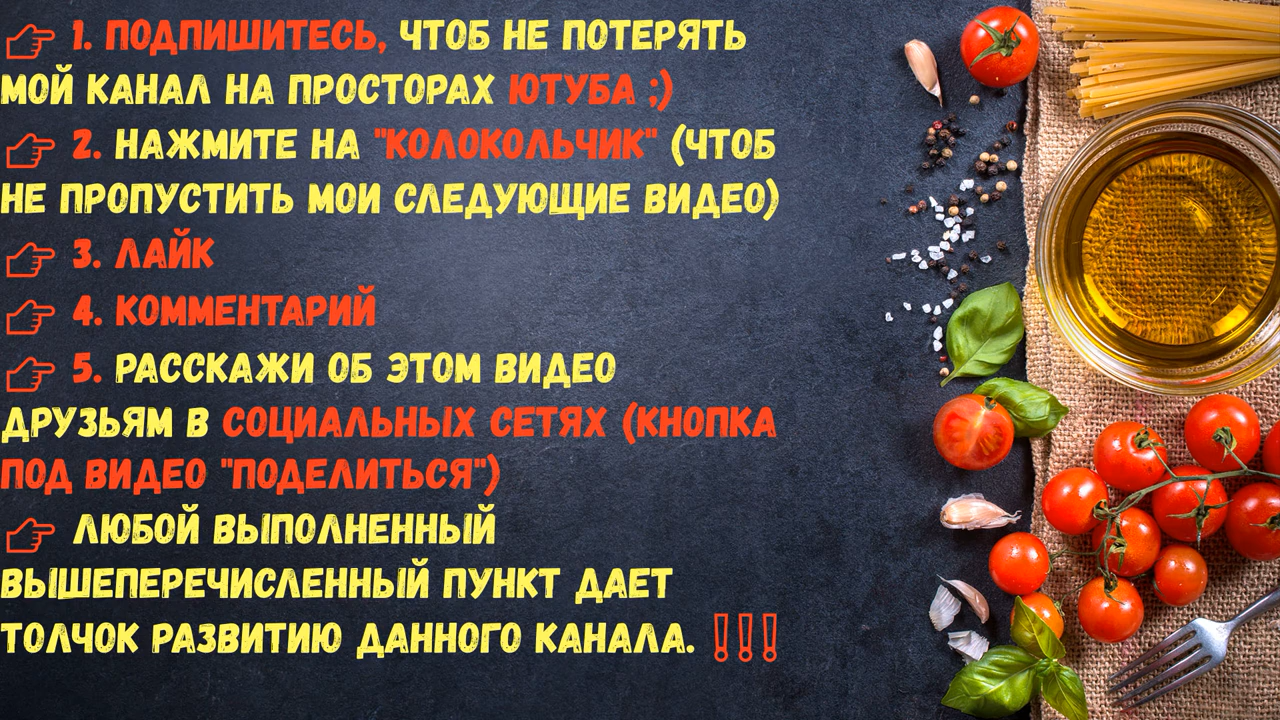 👉 1. ПОДПИШИТЕСЬ, ЧТОБ НЕ ПОТЕРЯТЬ
МОЙ КАНАЛ НА ПРОСТОРАХ ЮТУБА ;)
👉 2. НАЖМИТЕ НА "КОЛОКОЛЬЧИК" (ЧТОБ
НЕ ПРОПУСТИТЬ МОИ СЛЕДУЮЩИЕ ВИДЕО)
👉 3. ЛАЙК
👉 4. КОММЕНТАРИЙ
👉 5. РАССКАЖИ ОБ ЭТОМ ВИДЕО
ДРУЗЬЯМ В СОЦИАЛЬНЫХ СЕТЯХ (КНОПКА
ПОД ВИДЕО "ПОДЕЛИТЬСЯ")
👉 ЛЮБОЙ ВЫПОЛНЕННЫЙ
ВЫШЕПЕРЕЧИСЛЕННЫЙ ПУНКТ ДАЕТ
ТОЛЧОК РАЗВИТИЮ ДАННОГО КАНАЛА. !!!